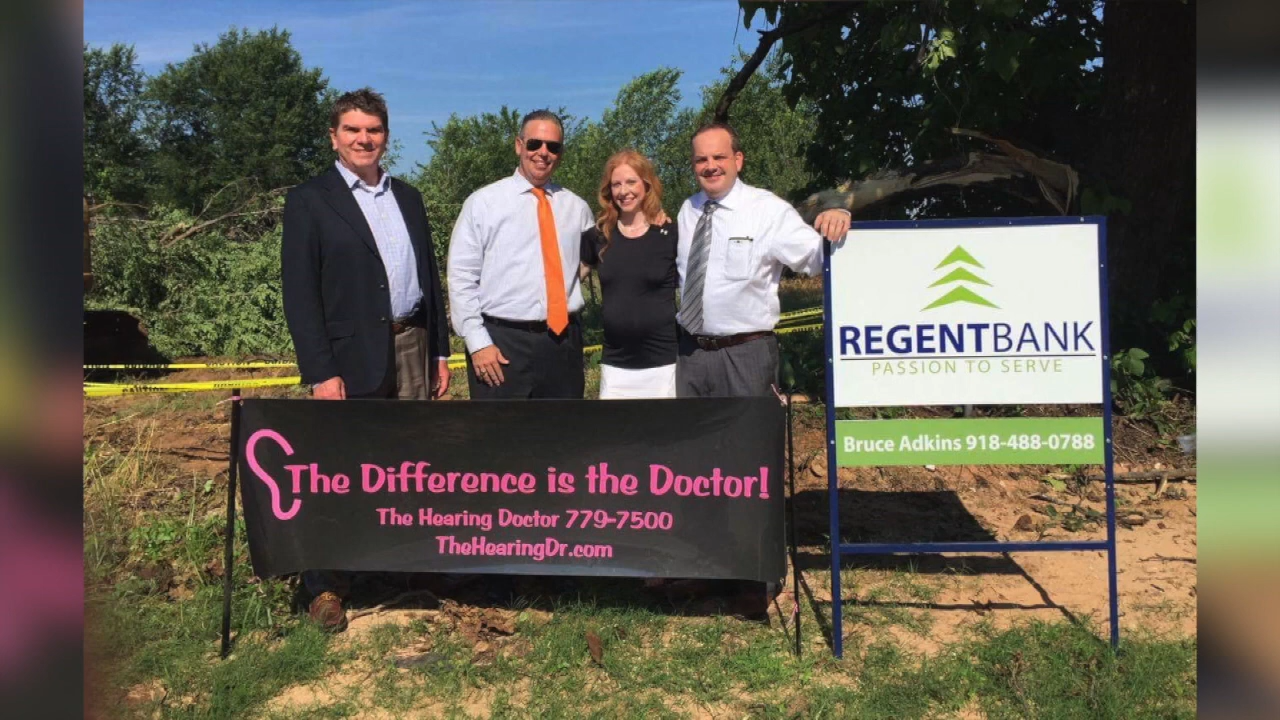 The Difference is the Doctor!
The Hearing Doctor 779-7500
TheHearingDr.com
REGENTBANK
PASSION TO SERVE
Bruce Adkins 918-488-0788